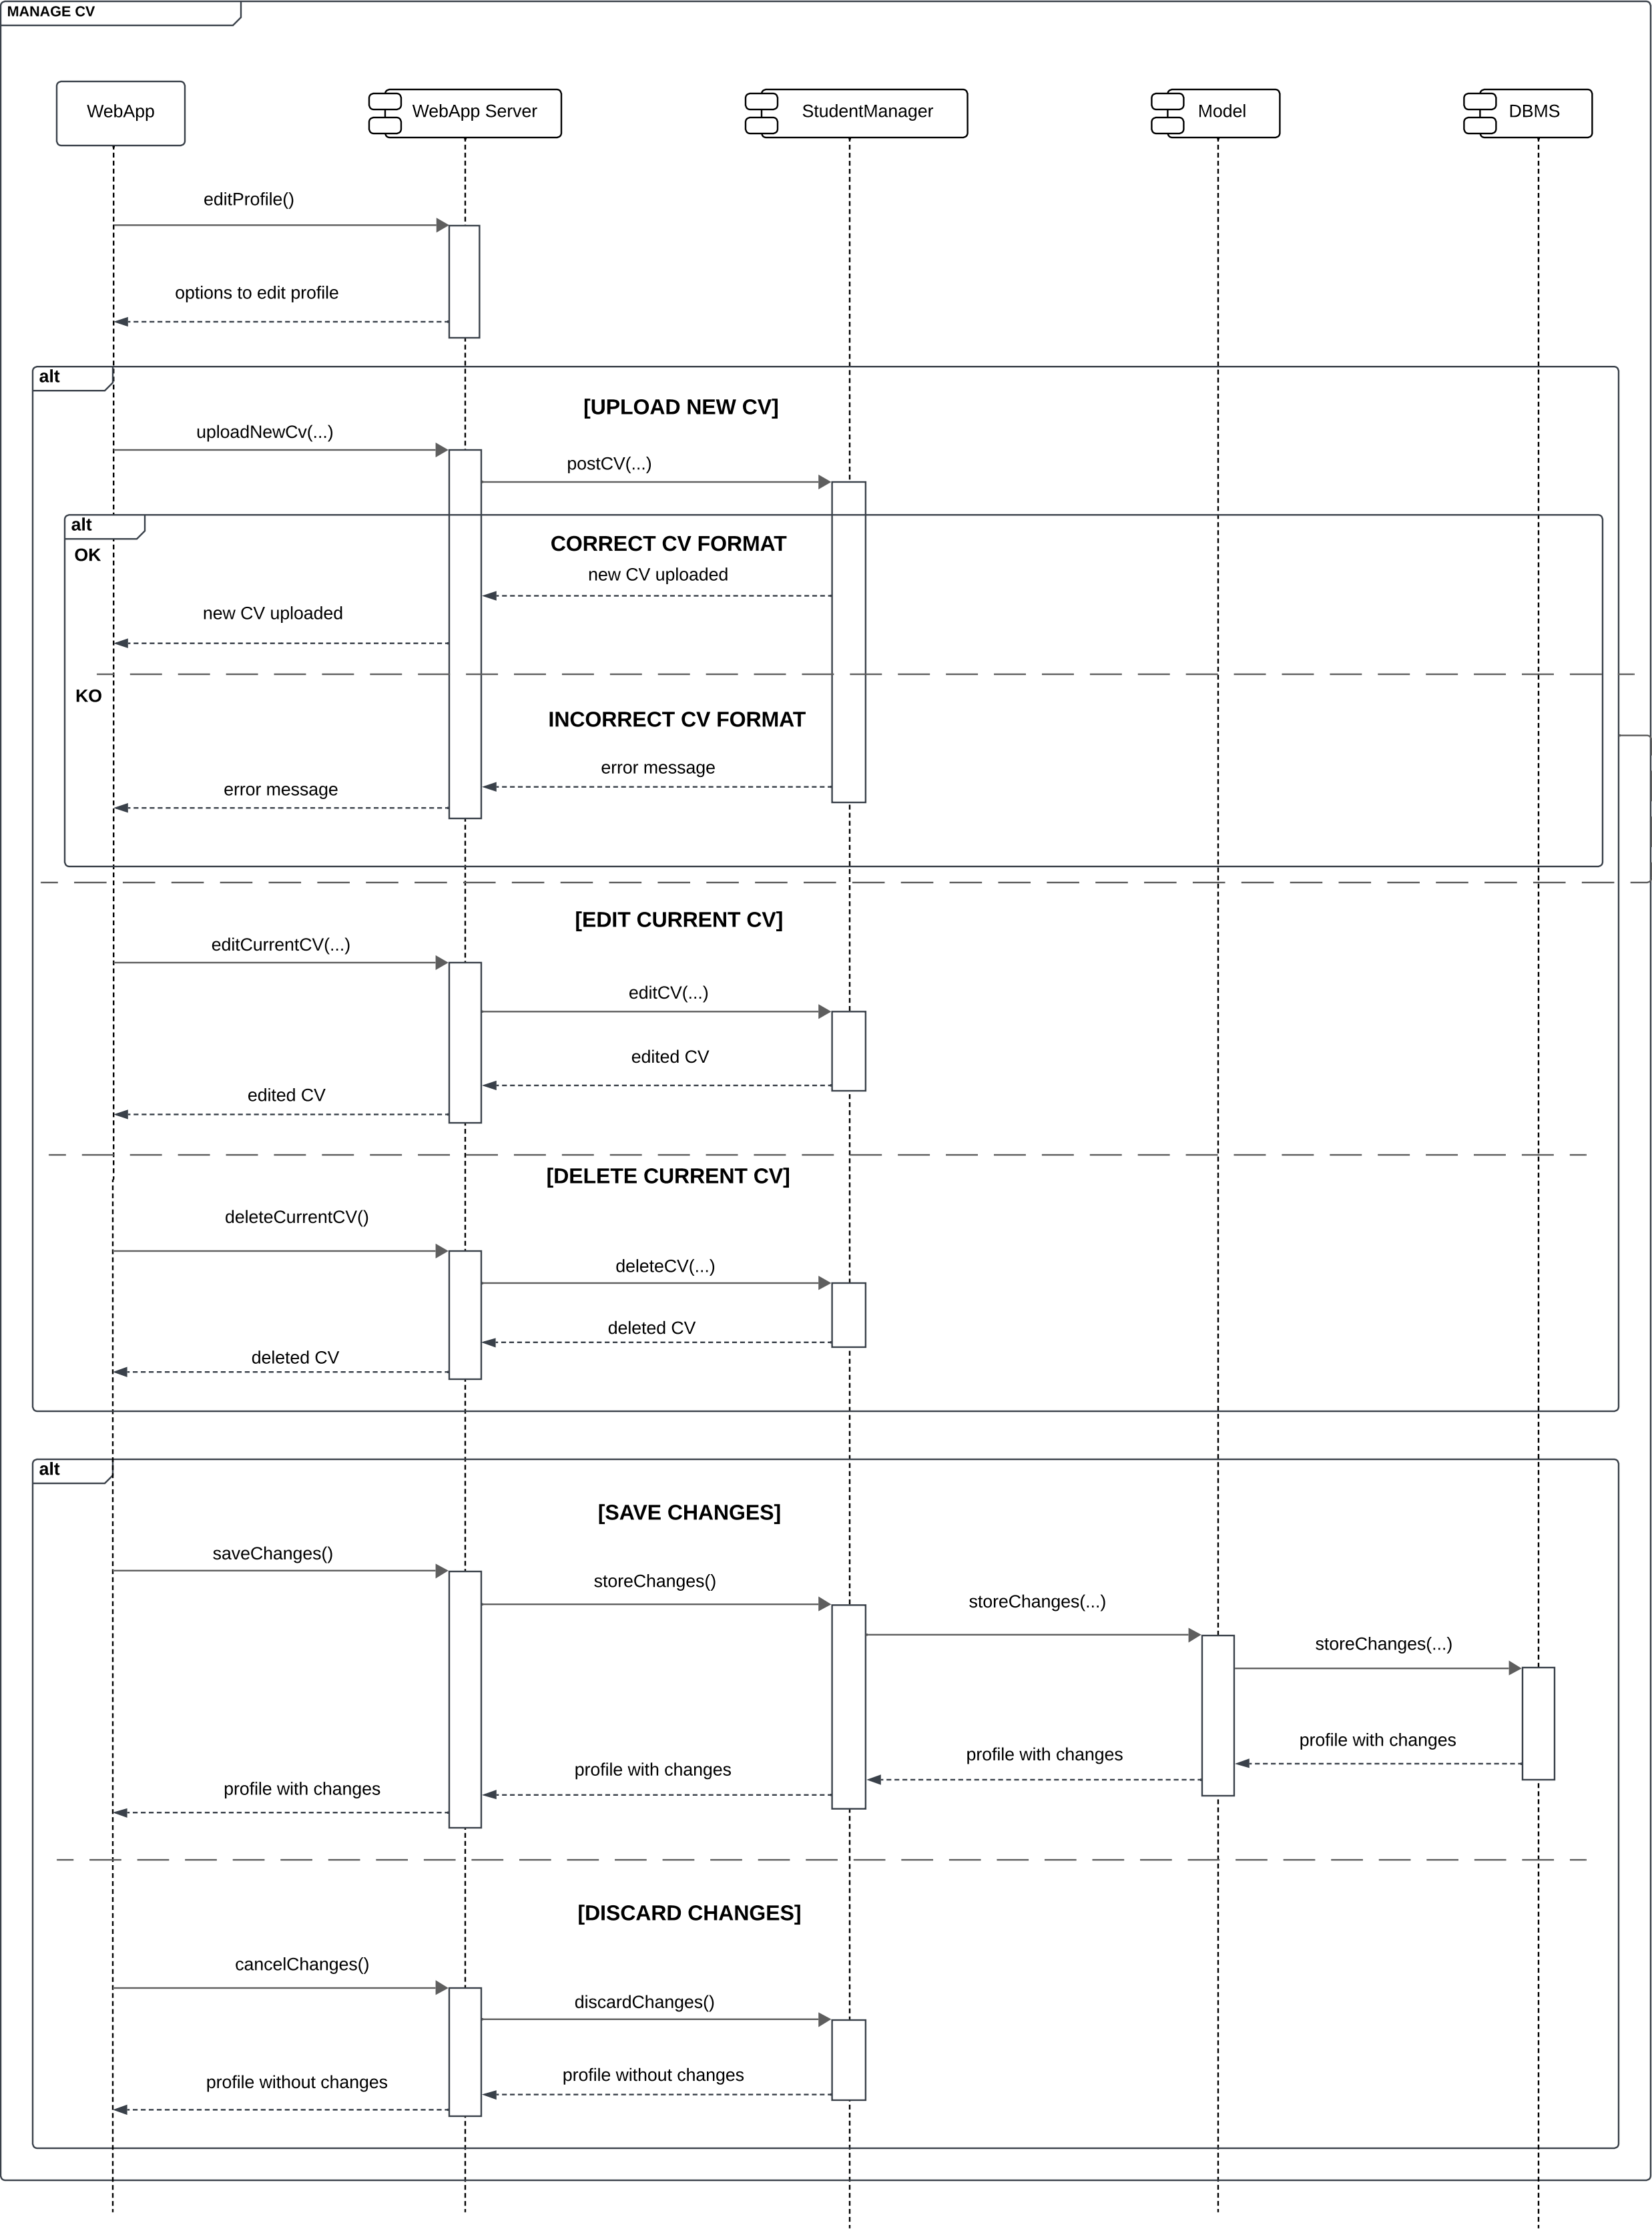 MANAGE CV
WebApp
WebApp Server
StudentManager
Model
DBMS
editProfile()
options to edit profile
alt
[UPLOAD NEW CV]
uploadNewCv(...)
postCV(...)
alt
OK
CORRECT CV FORMAT
new CV uploaded
new CV uploaded
KO
INCORRECT CV FORMAT
error message
error message
[EDIT CURRENT CV]
editCurrentCV(...)
editCV(...)
edited CV
edited CV
[DELETE CURRENT CV]
deleteCurrentCV()
deleteCV(...)
deleted CV
deleted CV
alt
[SAVE CHANGES]
saveChanges()
storeChanges()
storeChanges(...)
storeChanges(...)
profile with changes
profile with changes
profile with changes
profile with changes
[DISCARD CHANGES]
cancelChanges()
discardChanges()
profile without changes
profile without changes